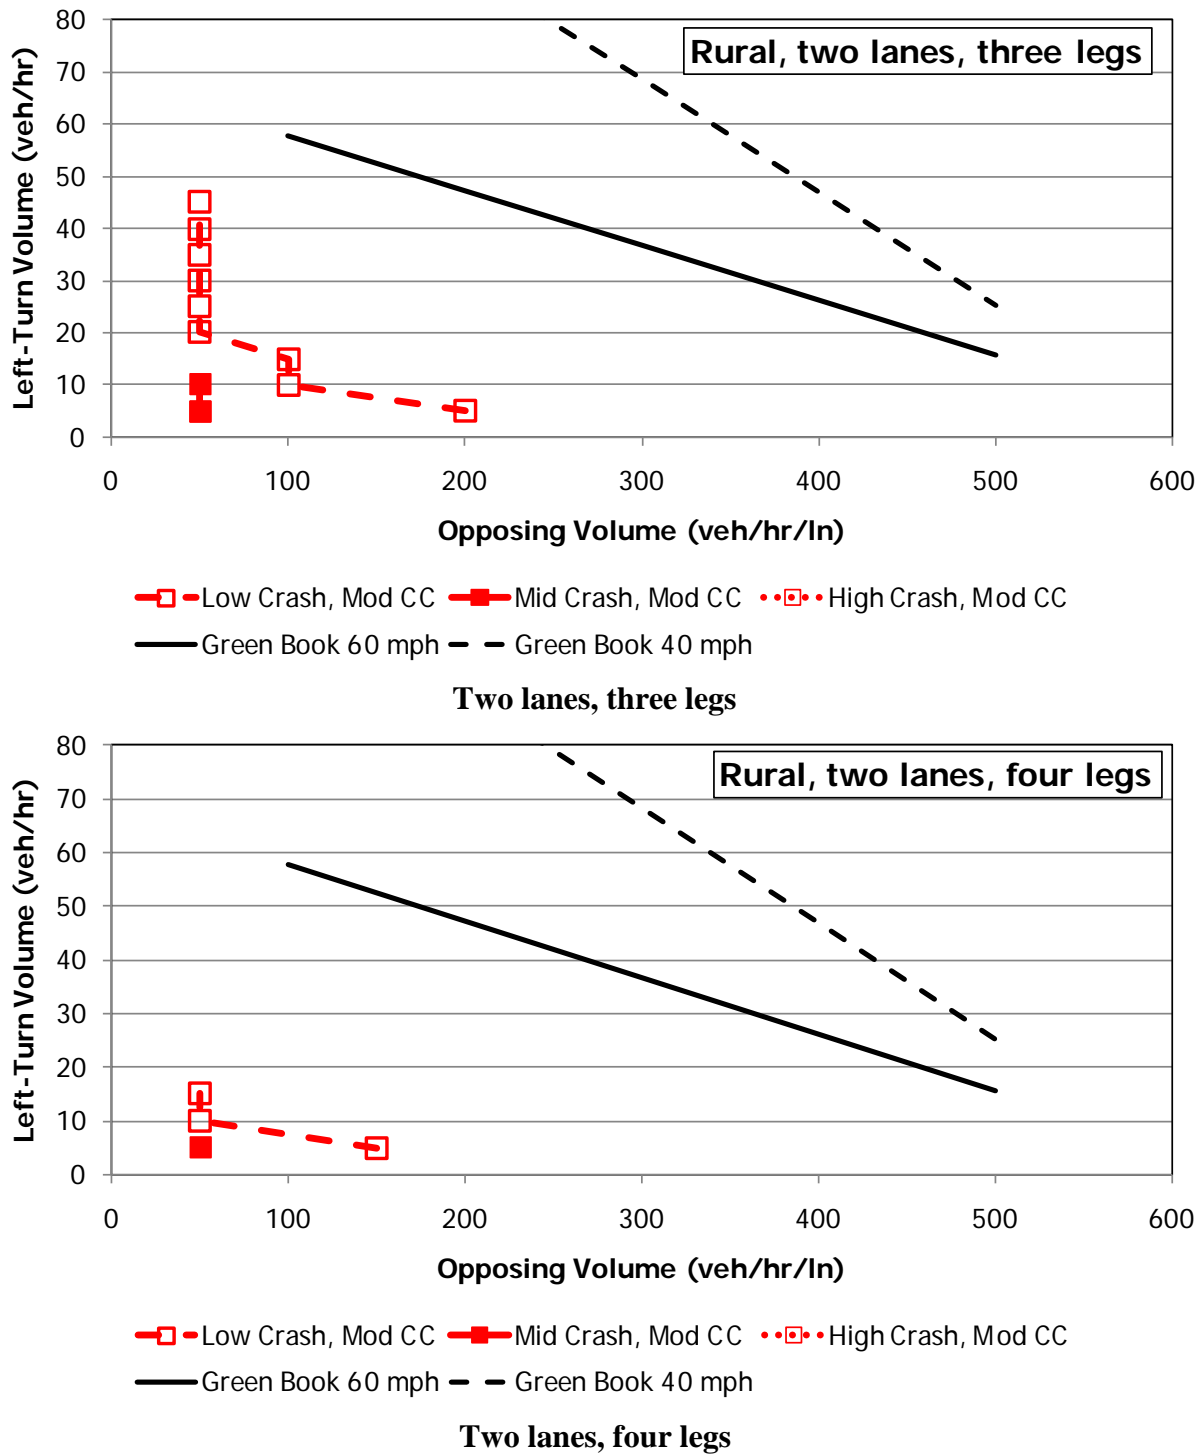 Rural, two lanes, three legs
Left-Turn Volume (veh/hr)
80
70
60
50
40
30
20
10
0
0 100 200 300 400 500 600
Opposing Volume (veh/hr/ln)
Low Crash, Mod CC Mid Crash, Mod CC High Crash, Mod CC
Green Book 60 mph Green Book 40 mph
Two lanes, three legs
Rural, two lanes, four legs
Left-Turn Volume (veh/hr)
80
70
60
50
40
30
20
10
0
0 100 200 300 400 500 600
Opposing Volume (veh/hr/ln)
Low Crash, Mod CC Mid Crash, Mod CC High Crash, Mod CC
Green Book 60 mph Green Book 40 mph
Two lanes, four legs